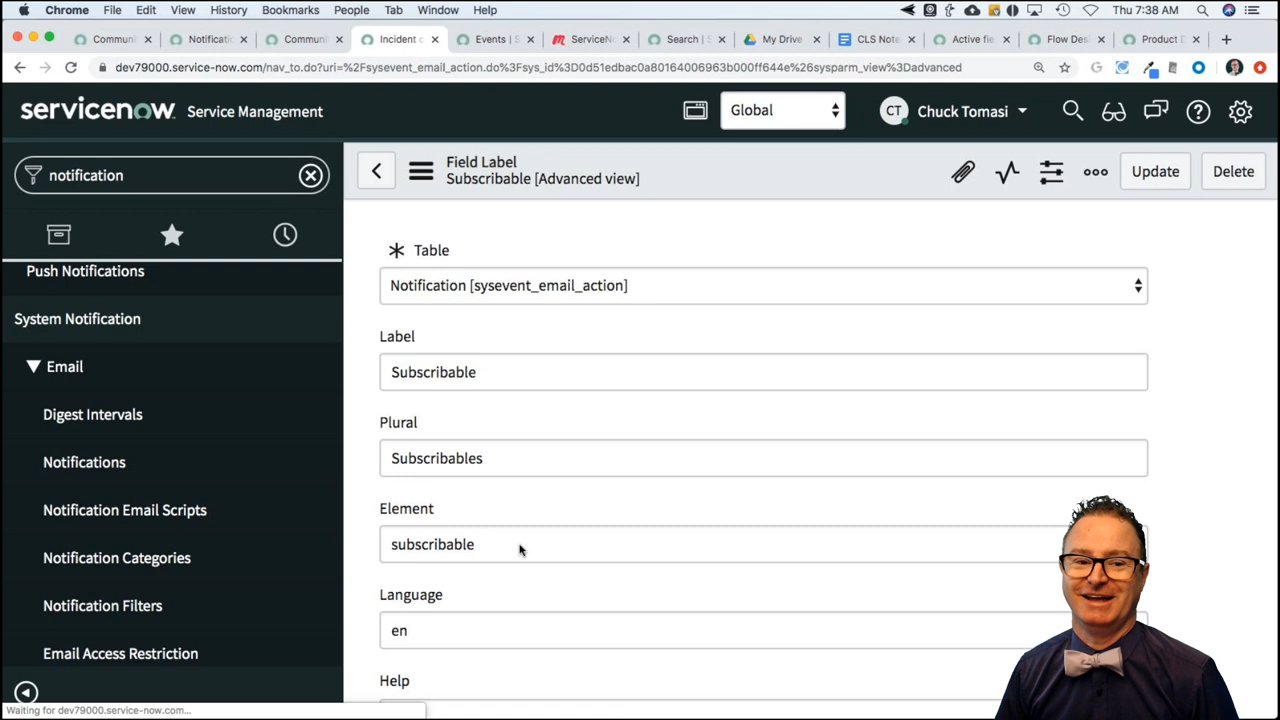 Chrome File Edit View History Bookmarks People Tab Window Help Thu 7:38 AM
Communi Notificati Communi Incident c Events | S ServiceNo Search | S My Drive CLS Note Active fie Flow Des Product D
dev79000.service-now.com/nav_to.do?uri=%2Fsysevent_email_action.do%3Fsys_id%3D0d51edbac0a80164006963b000ff644e%26sysparm_view%3Dadvanced
servicenow Service Management Global CT Chuck Tomasi
notification
Push Notifications
System Notification
Email
Digest Intervals
Notifications
Notification Email Scripts
Notification Categories
Notification Filters
Email Access Restriction
Waiting for dev79000.service-now.com...
Field Label
Subscribable [Advanced view]
Update Delete
Table
Notification [sysevent_email_action]
Label
Subscribable
Plural
Subscribables
Element
subscribable
Language
en
Help